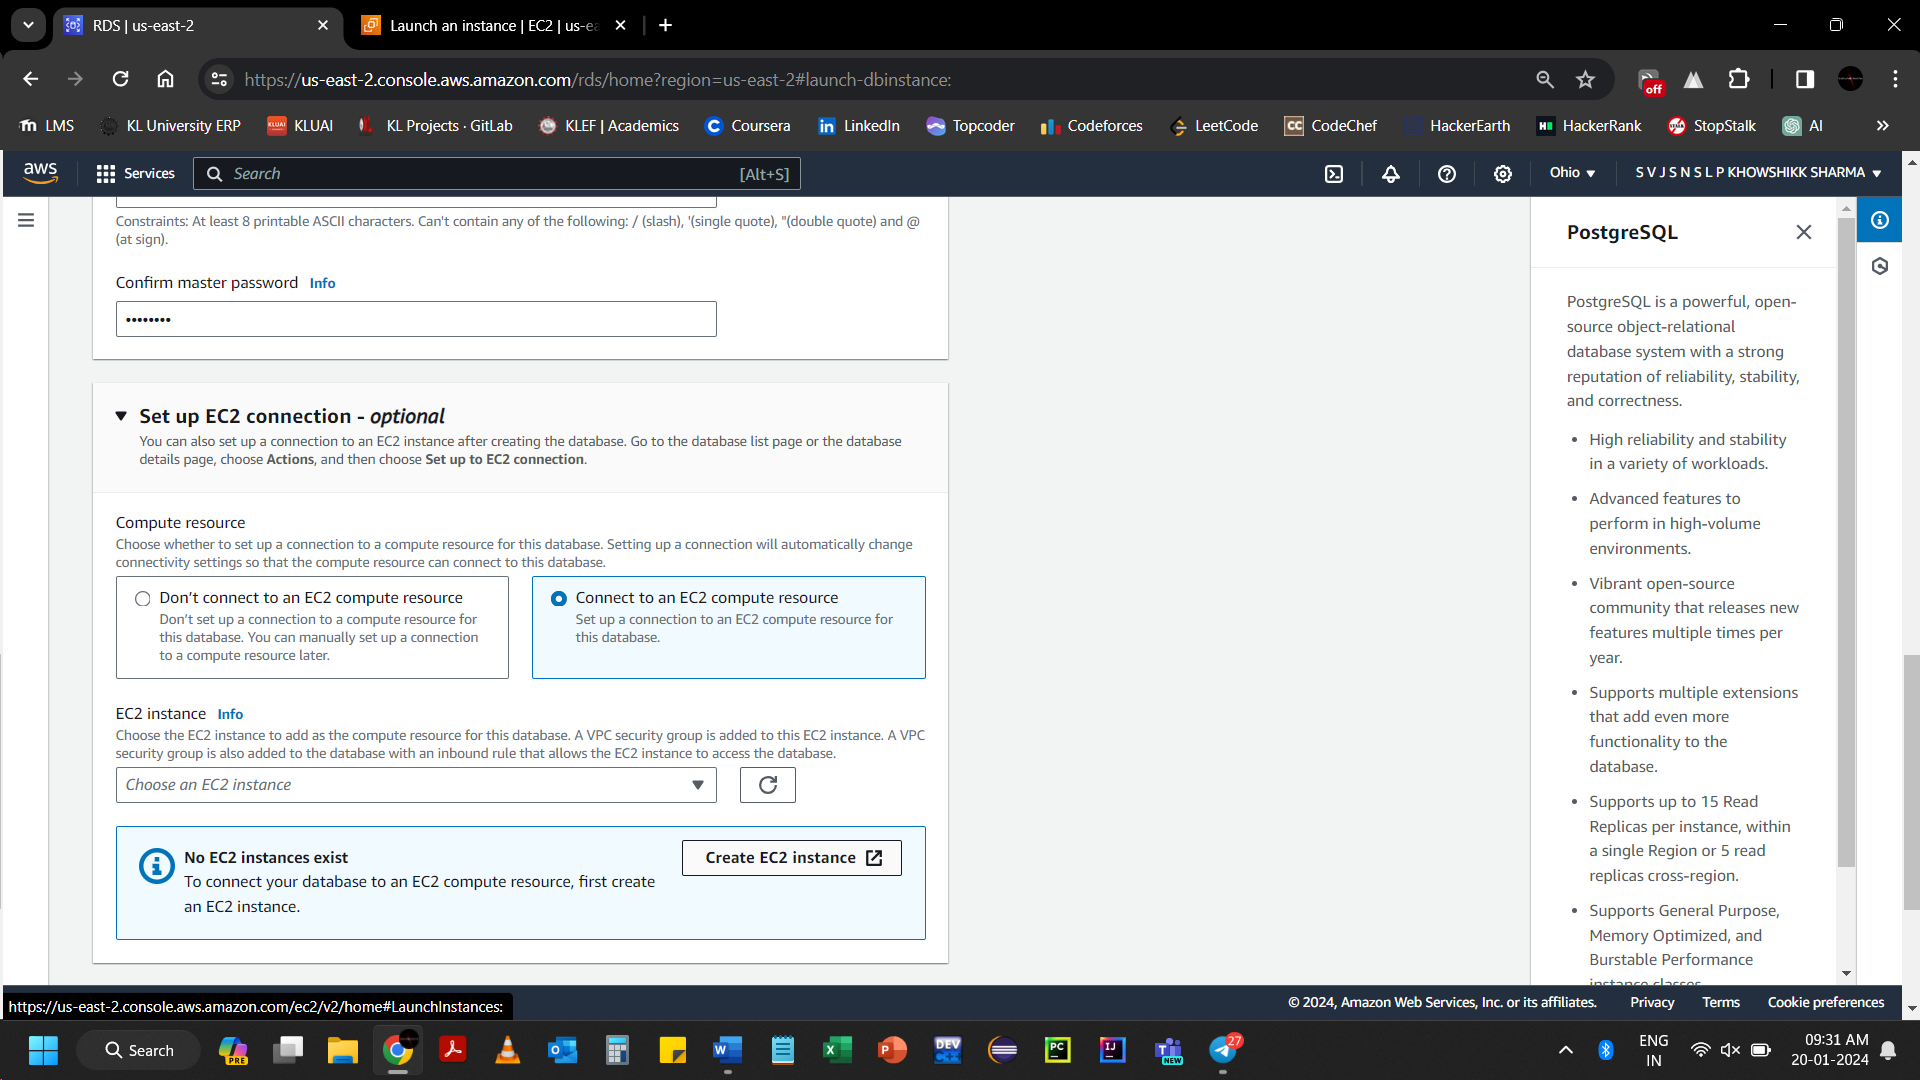 RDS | us-east-2
Launch an instance | EC2 | us-ea
https://us-east-2.console.aws.amazon.com/rds/home?region=us-east-2#launch-dbinstance:
off
LMS
KL University ERP
KLUAI
KL Projects · GitLab
KLEF | Academics
Coursera
LinkedIn
Topcoder
Codeforces
LeetCode
CodeChef
HackerEarth
HackerRank
StopStalk
AI
aws
Services
Search
[Alt+S]
Ohio
S V J S N S L P KHOWSHIKK SHARMA
Constraints: At least 8 printable ASCII characters. Can't contain any of the following: / (slash), '(single quote), "(double quote) and @
(at sign).
Confirm master password Info
••••••••
Set up EC2 connection - optional
You can also set up a connection to an EC2 instance after creating the database. Go to the database list page or the database
details page, choose Actions, and then choose Set up to EC2 connection.
Compute resource
Choose whether to set up a connection to a compute resource for this database. Setting up a connection will automatically change
connectivity settings so that the compute resource can connect to this database.
Don't connect to an EC2 compute resource
Don't set up a connection to a compute resource for
this database. You can manually set up a connection
to a compute resource later.
Connect to an EC2 compute resource
Set up a connection to an EC2 compute resource for
this database.
EC2 instance Info
Choose the EC2 instance to add as the compute resource for this database. A VPC security group is added to this EC2 instance. A VPC
security group is also added to the database with an inbound rule that allows the EC2 instance to access the database.
Choose an EC2 instance
No EC2 instances exist
To connect your database to an EC2 compute resource, first create
an EC2 instance.
Create EC2 instance
PostgreSQL
PostgreSQL is a powerful, open-
source object-relational
database system with a strong
reputation of reliability, stability,
and correctness.
• High reliability and stability
in a variety of workloads.
• Advanced features to
perform in high-volume
environments.
• Vibrant open-source
community that releases new
features multiple times per
year.
• Supports multiple extensions
that add even more
functionality to the
database.
• Supports up to 15 Read
Replicas per instance, within
a single Region or 5 read
replicas cross-region.
• Supports General Purpose,
Memory Optimized, and
Burstable Performance
instance classes.
https://us-east-2.console.aws.amazon.com/ec2/v2/home#LaunchInstances:
© 2024, Amazon Web Services, Inc. or its affiliates.
Privacy
Terms
Cookie preferences
Search
PRE
DEV
C++
PC
IJ
NEW
27
ENG
IN
09:31 AM
20-01-2024